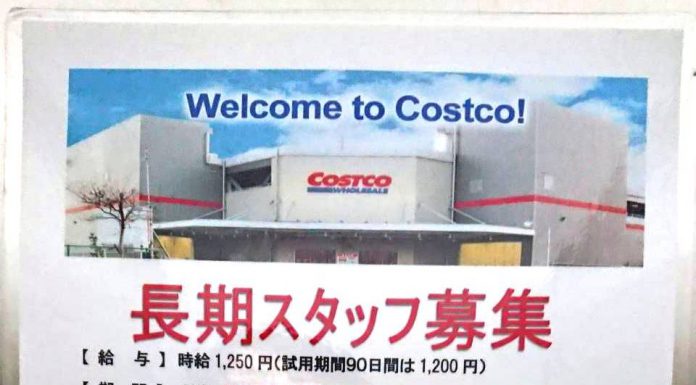 Welcome to Costco!
COSTCO
WHOLESALE
長期スタッフ募集
【 給 与 】 時給 1,250 円(試用期間90日間は 1,200 円)